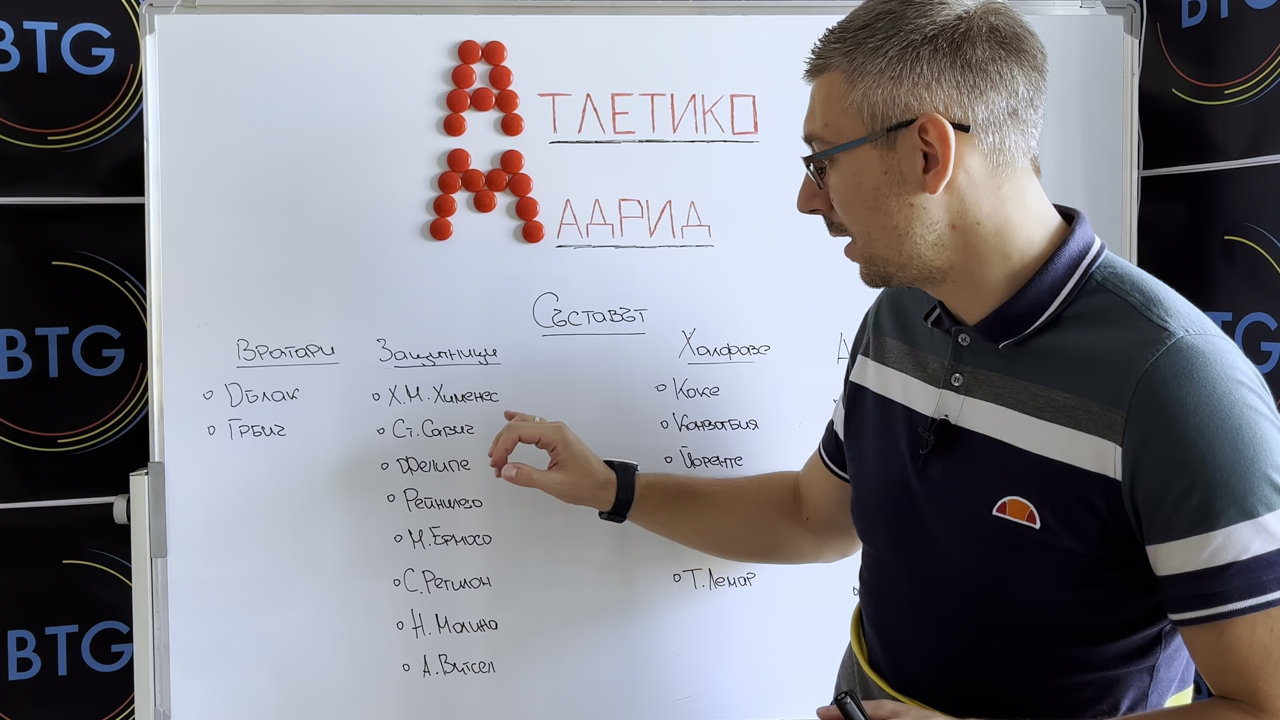 BTG
BTG
АТЛЕТИКО
МАДРИД
BTG
BTG
Съставът
Вратари
Облак
Грбич
Защитници
Х.М. Хименес
Ст. Савич
Фелипе
Рейнилдо
М. Ермосо
С. Регилон
Н. Молина
А. Витсел
Халфове
Коке
Кондогбия
Йоренте
Т. Лемар
А
BTG